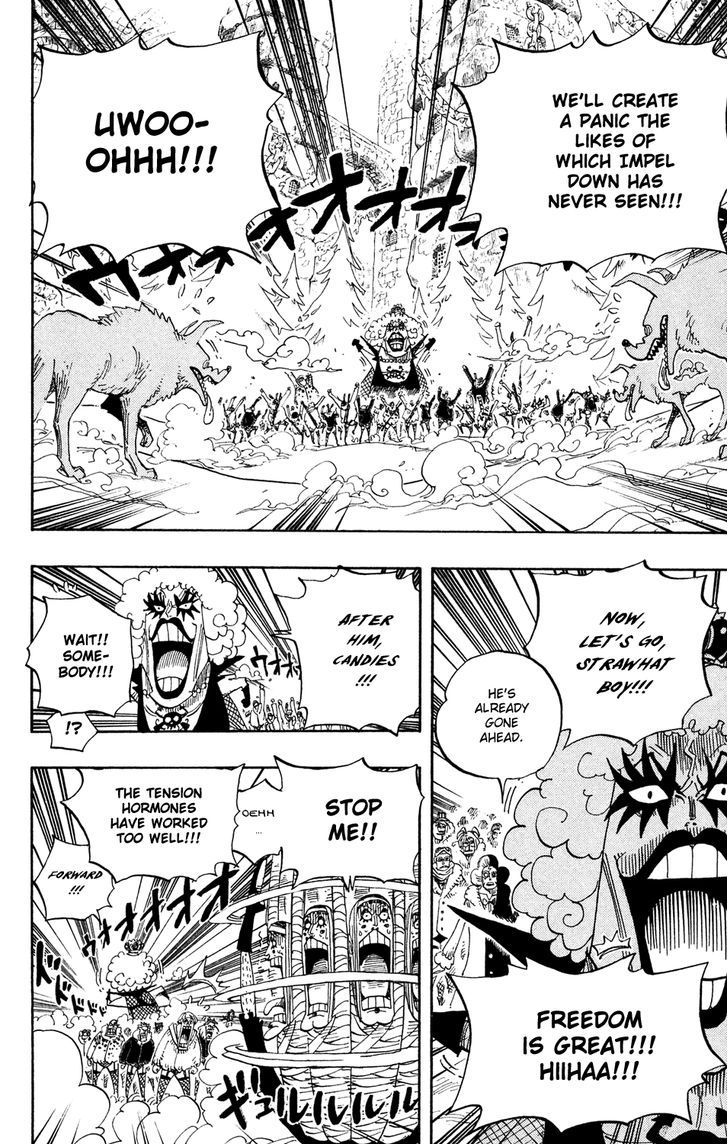 WE'LL CREATE
A PANIC THE
LIKES OF
WHICH IMPEL
DOWN HAS
NEVER SEEN!!!
UWOO-
OHHH!!!
ウオオオオオオ
NOW,
LET'S GO,
STRAWHAT
BOY!!!
HE'S
ALREADY
GONE
AHEAD.
FREEDOM
IS GREAT!!!
HIIHAA!!!
AFTER
HIM,
CANDIES
!!!
ウオオオ
WAIT!!
SOME-
BODY!!!
!?
STOP
ME!!
OEHH
...
THE TENSION
HORMONES
HAVE WORKED
TOO WELL!!!
FORWARD
!!!
ウオオオオオ
ドドドドド
ギュルルルルル